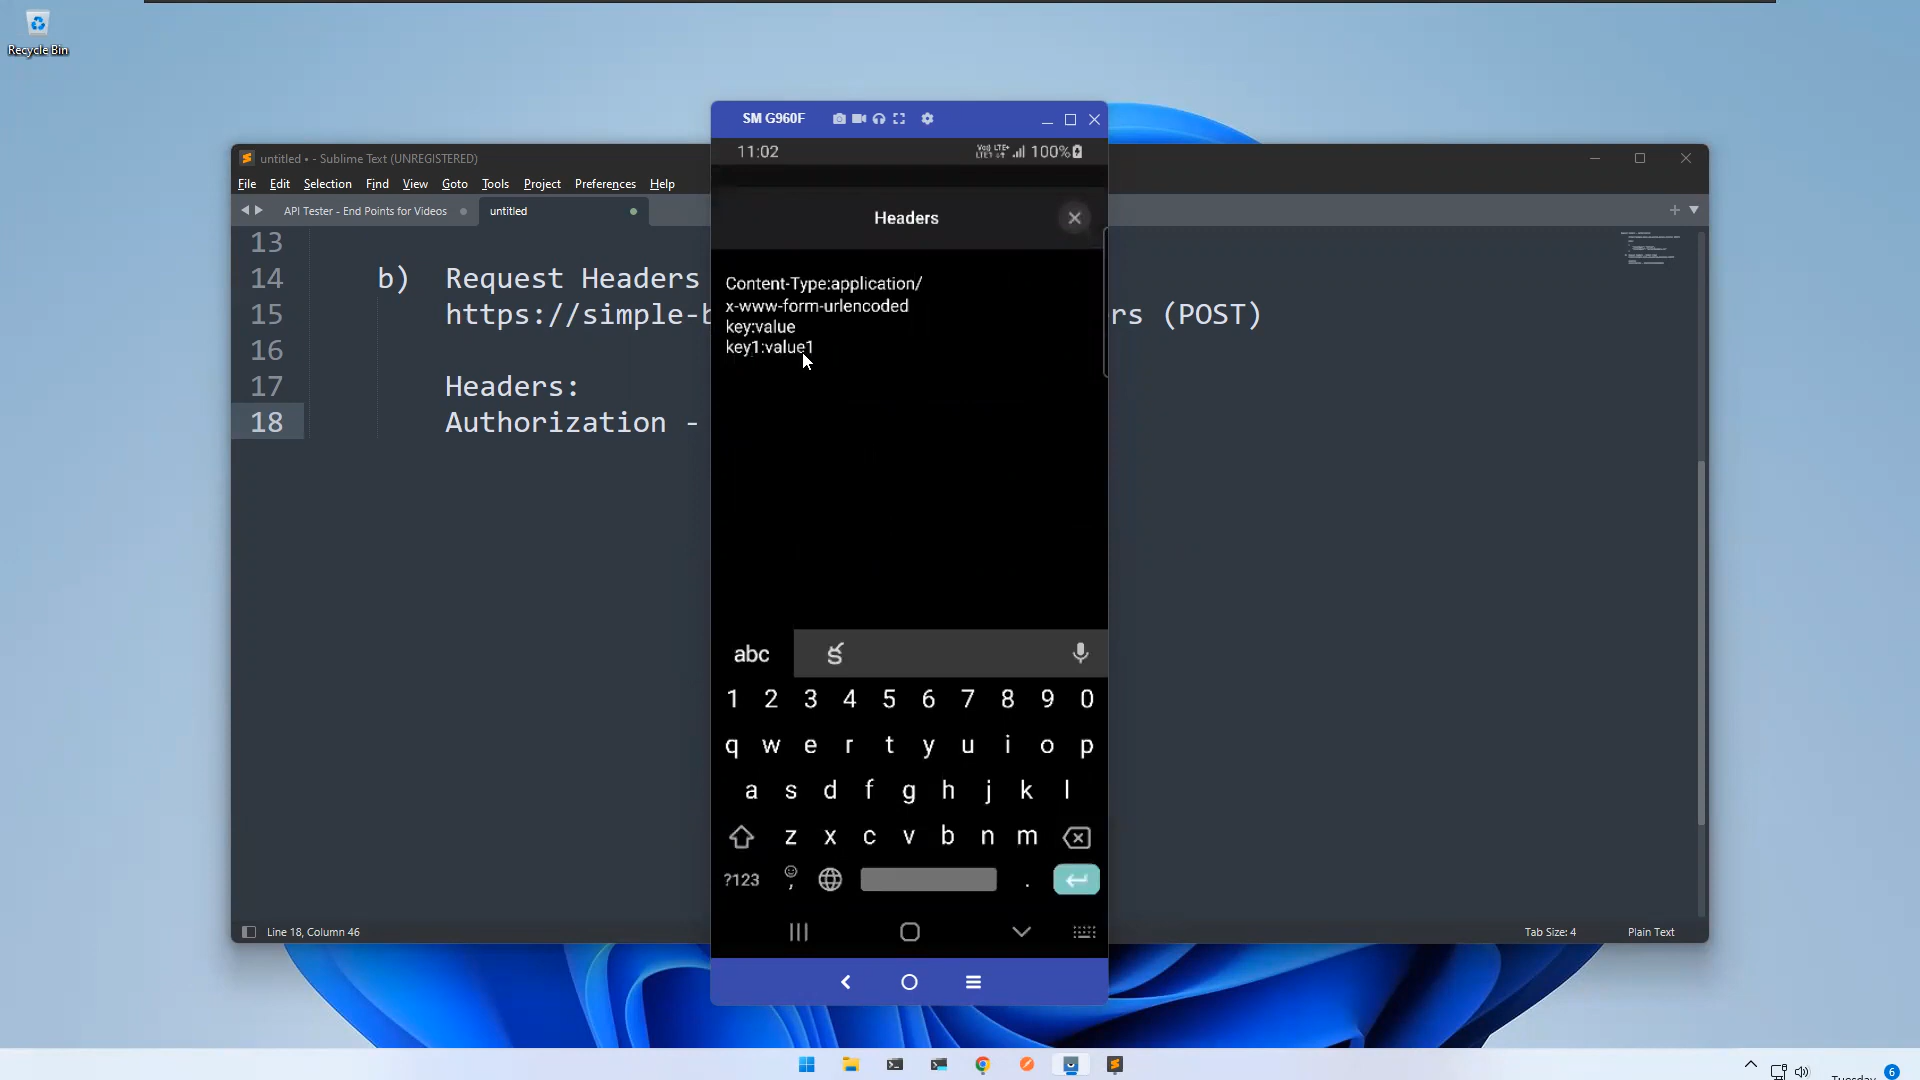 Recycle Bin
untitled • - Sublime Text (UNREGISTERED)
File Edit Selection Find View Goto Tools Project Preferences Help
API Tester - End Points for Videos
untitled
13
14 b) Request Headers
15 https://simple-b rs (POST)
16
17 Headers:
18 Authorization -
Line 18, Column 46
Tab Size: 4
Plain Text
SM G960F
11:02
100%
Headers
Content-Type:application/
x-www-form-urlencoded
key:value
key1:value1
abc
1 2 3 4 5 6 7 8 9 0
q w e r t y u i o p
a s d f g h j k l
z x c v b n m
?123 , .
6